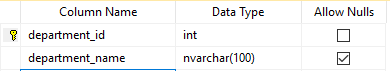 Column Name Data Type Allow Nulls
department_id int
department_name nvarchar(100)